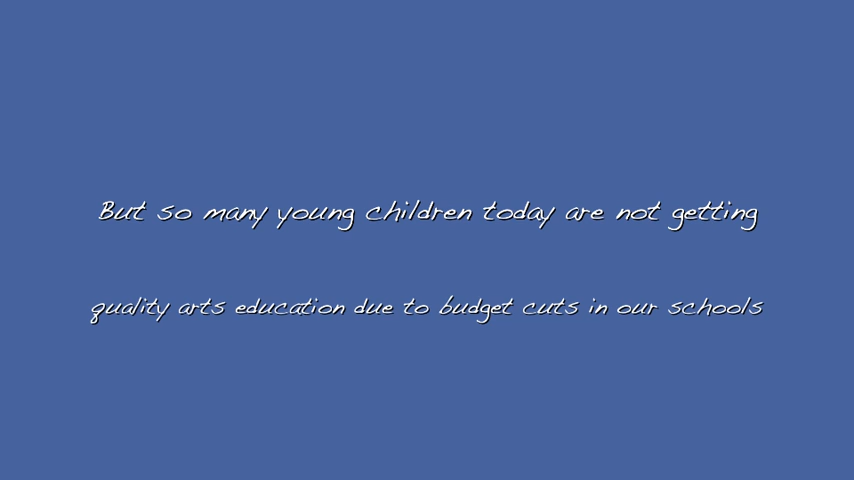 But so many young children today are not getting
quality arts education due to budget cuts in our schools